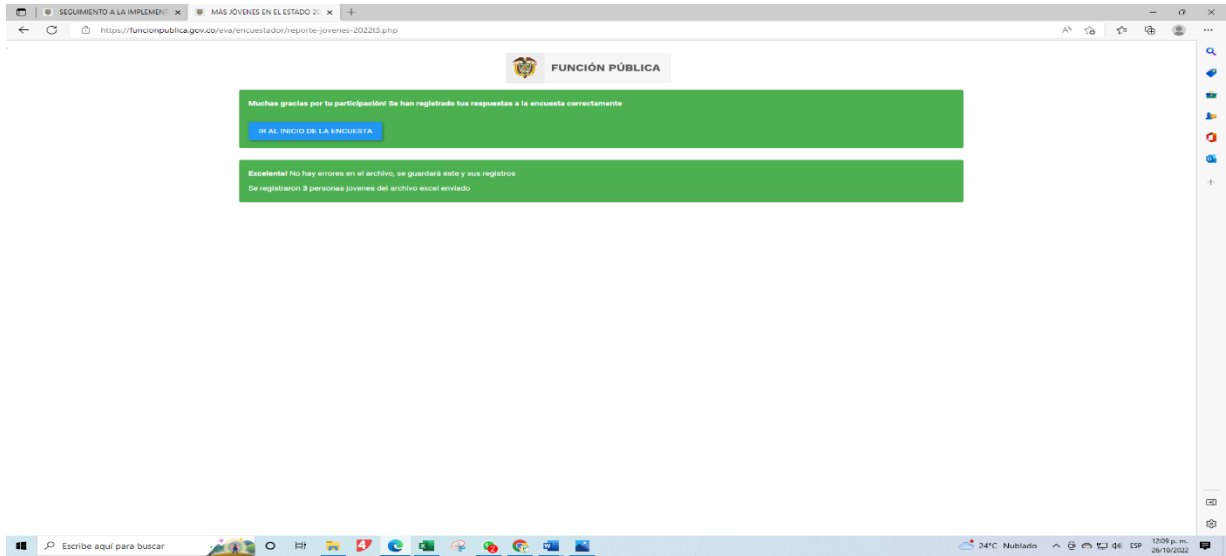 SEGUIMIENTO A LA IMPLEMENT
MÁS JÓVENES EN EL ESTADO 20
https://funcionpublica.gov.co/eva/encuestador/reporte-jovenes-2022t3.php
FUNCIÓN PÚBLICA
Muchas gracias por tu participación! Se han registrado tus respuestas a la encuesta correctamente
IR AL INICIO DE LA ENCUESTA
Excelente! No hay errores en el archivo, se guardará este y sus registros
Se registraron 3 personas jovenes del archivo excel enviado
Escribe aquí para buscar
24°C Nublado
ESP
12:09 p. m.
26/10/2022